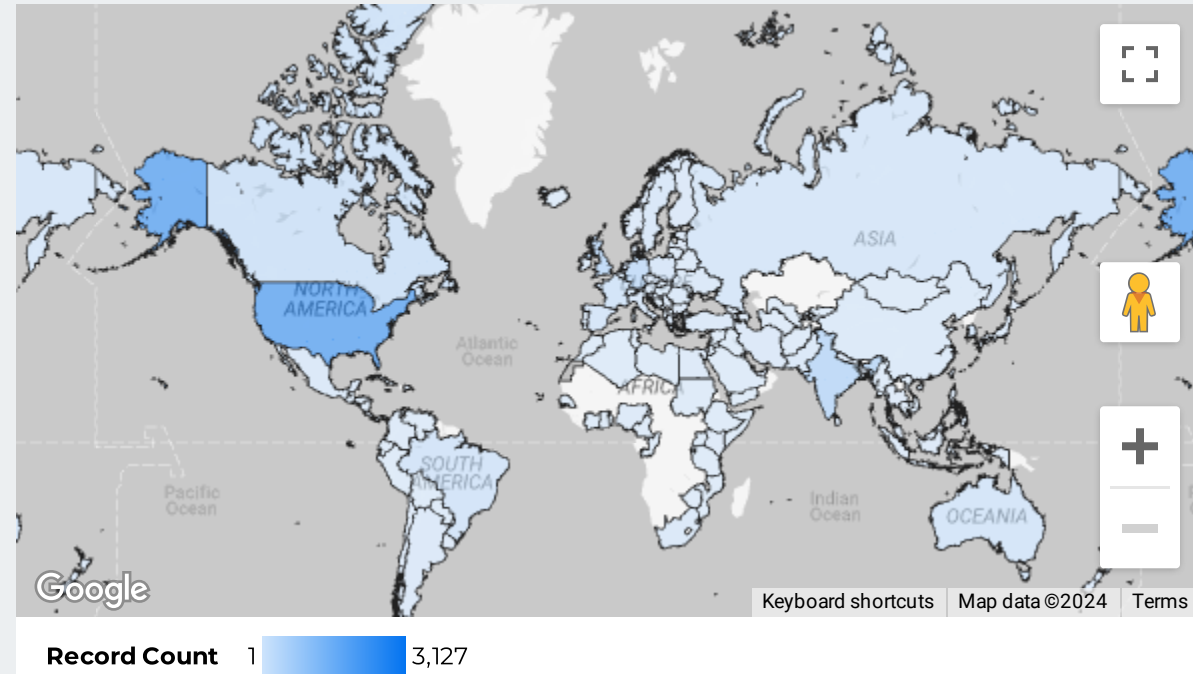 ASIA
NORTH
AMERICA
EUROPE
Atlantic
Ocean
AFRICA
SOUTH
AMERICA
Pacific
Ocean
Indian
Ocean
OCEANIA
Google
Keyboard shortcuts
Map data ©2024
Terms
Record Count 1 3,127